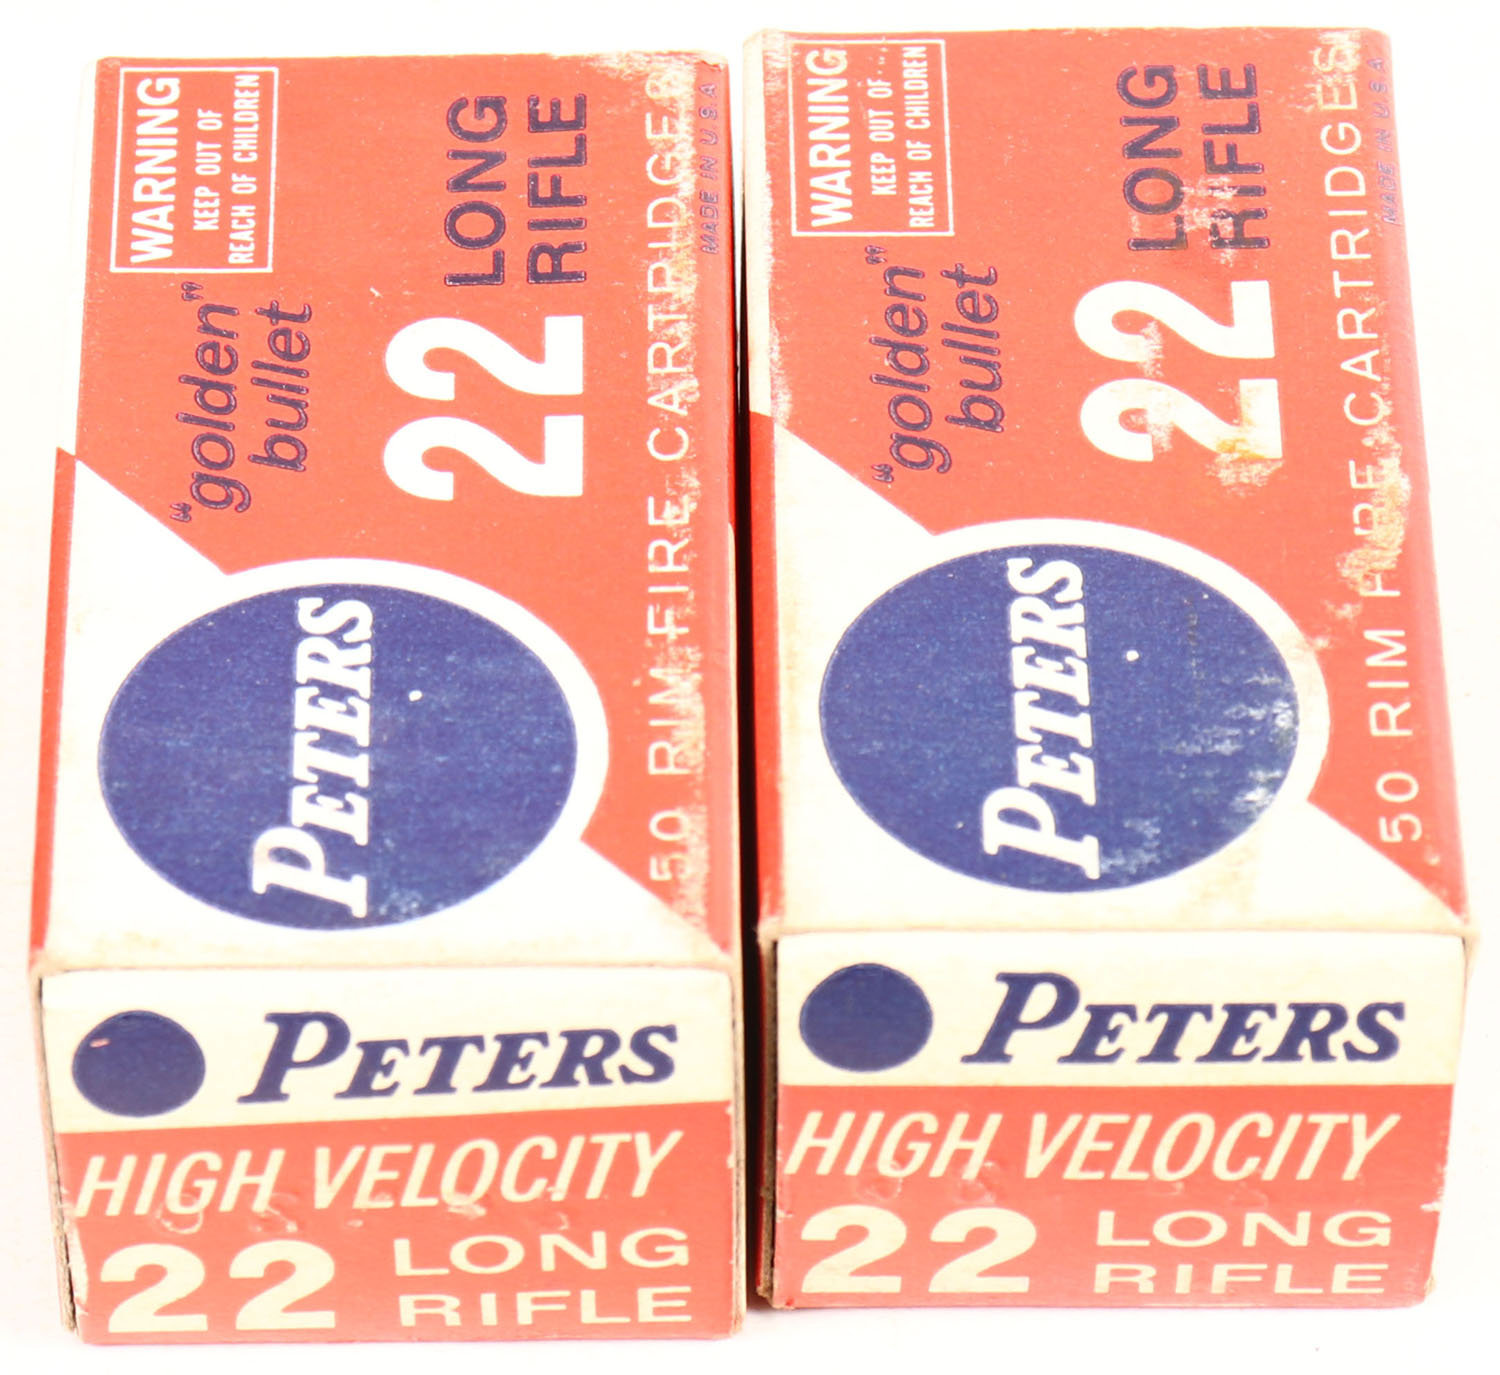 WARNING
KEEP OUT OF
REACH OF CHILDREN
"golden"
bullet
22 LONG
RIFLE
50 RIM FIRE CARTRIDGES
MADE IN U.S.A
PETERS
PETERS
HIGH VELOCITY
22 LONG
RIFLE
WARNING
KEEP OUT OF
REACH OF CHILDREN
"golden"
bullet
22 LONG
RIFLE
50 RIM FIRE CARTRIDGES
MADE IN U.S.A
PETERS
PETERS
HIGH VELOCITY
22 LONG
RIFLE